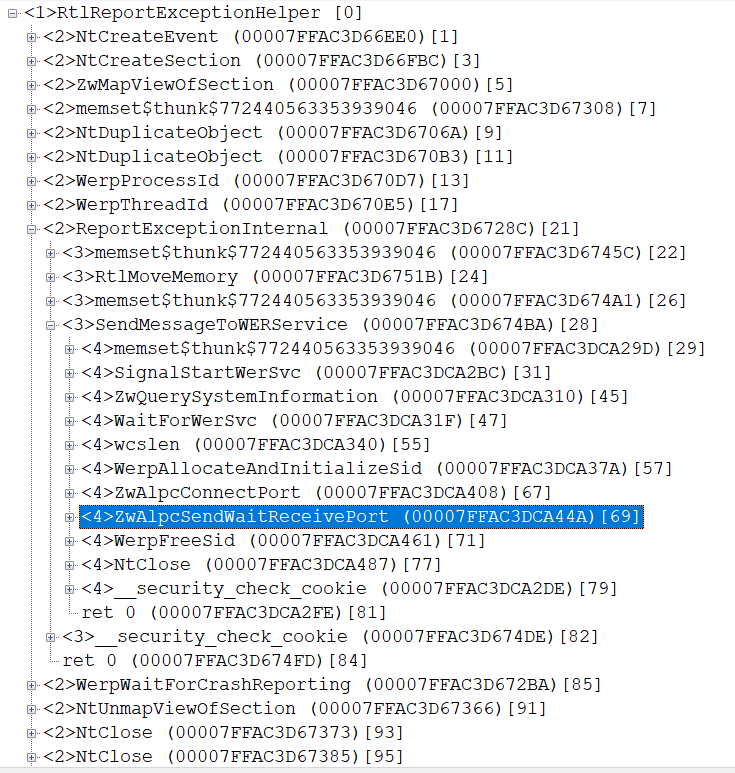 <1>RtlReportExceptionHelper [0]
<2>NtCreateEvent (00007FFAC3D66EE0)[1]
<2>NtCreateSection (00007FFAC3D66FBC)[3]
<2>ZwMapViewOfSection (00007FFAC3D67000)[5]
<2>memset$thunk$772440563353939046 (00007FFAC3D67308)[7]
<2>NtDuplicateObject (00007FFAC3D6706A)[9]
<2>NtDuplicateObject (00007FFAC3D670B3)[11]
<2>WerpProcessId (00007FFAC3D670D7)[13]
<2>WerpThreadId (00007FFAC3D670E5)[17]
<2>ReportExceptionInternal (00007FFAC3D6728C)[21]
<3>memset$thunk$772440563353939046 (00007FFAC3D6745C)[22]
<3>RtlMoveMemory (00007FFAC3D6751B)[24]
<3>memset$thunk$772440563353939046 (00007FFAC3D674A1)[26]
<3>SendMessageToWERService (00007FFAC3D674BA)[28]
<4>memset$thunk$772440563353939046 (00007FFAC3DCA29D)[29]
<4>SignalStartWerSvc (00007FFAC3DCA2BC)[31]
<4>ZwQuerySystemInformation (00007FFAC3DCA310)[45]
<4>WaitForWerSvc (00007FFAC3DCA31F)[47]
<4>wcslen (00007FFAC3DCA340)[55]
<4>WerpAllocateAndInitializeSid (00007FFAC3DCA37A)[57]
<4>ZwAlpcConnectPort (00007FFAC3DCA408)[67]
<4>ZwAlpcSendWaitReceivePort (00007FFAC3DCA44A)[69]
<4>WerpFreeSid (00007FFAC3DCA461)[71]
<4>NtClose (00007FFAC3DCA487)[77]
<4>__security_check_cookie (00007FFAC3DCA2DE)[79]
ret 0 (00007FFAC3DCA2FE)[81]
<3>__security_check_cookie (00007FFAC3D674DE)[82]
ret 0 (00007FFAC3D674FD)[84]
<2>WerpWaitForCrashReporting (00007FFAC3D672BA)[85]
<2>NtUnmapViewOfSection (00007FFAC3D67366)[91]
<2>NtClose (00007FFAC3D67373)[93]
<2>NtClose (00007FFAC3D67385)[95]